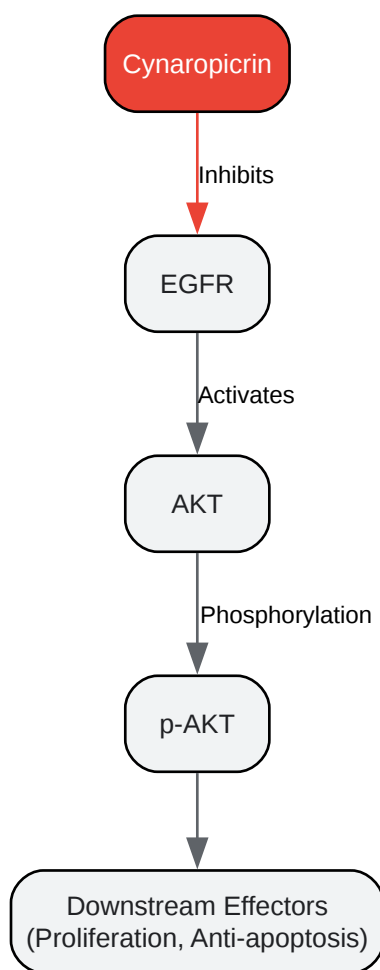 Cynaropicrin
Inhibits
EGFR
Activates
AKT
Phosphorylation
p-AKT
Downstream Effectors
(Proliferation, Anti-apoptosis)